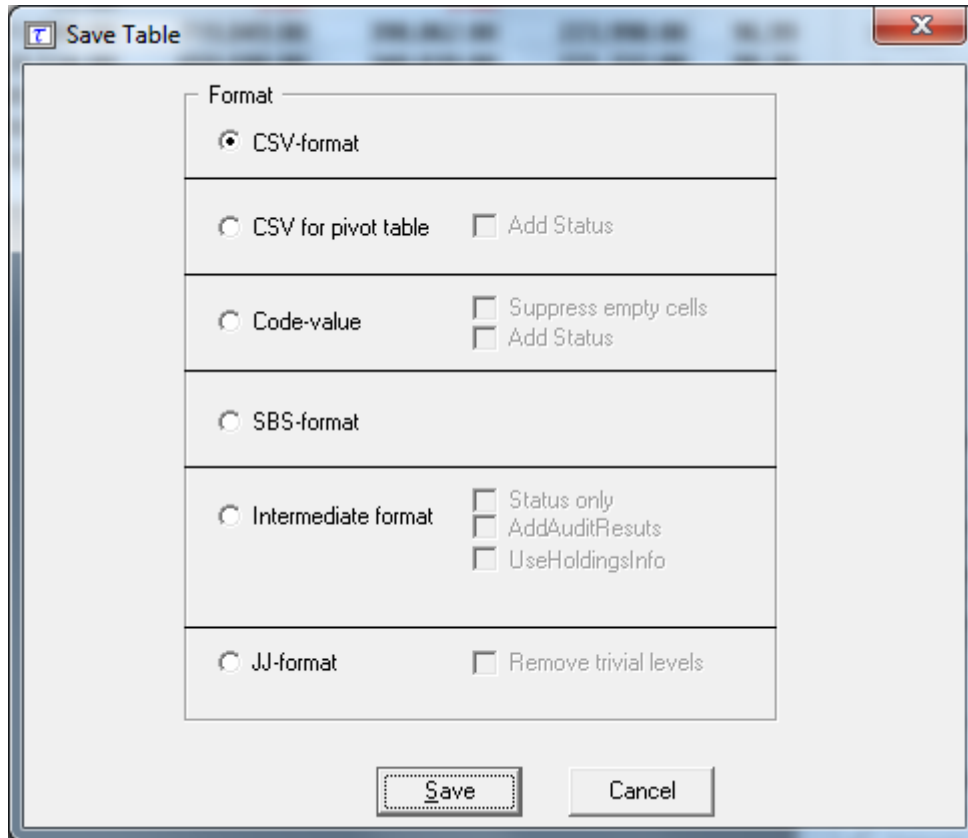 τ Save Table
Format
CSV-format
CSV for pivot table Add Status
Code-value Suppress empty cells
Add Status
SBS-format
Intermediate format Status only
AddAuditResuts
UseHoldingsInfo
JJ-format Remove trivial levels
Save Cancel